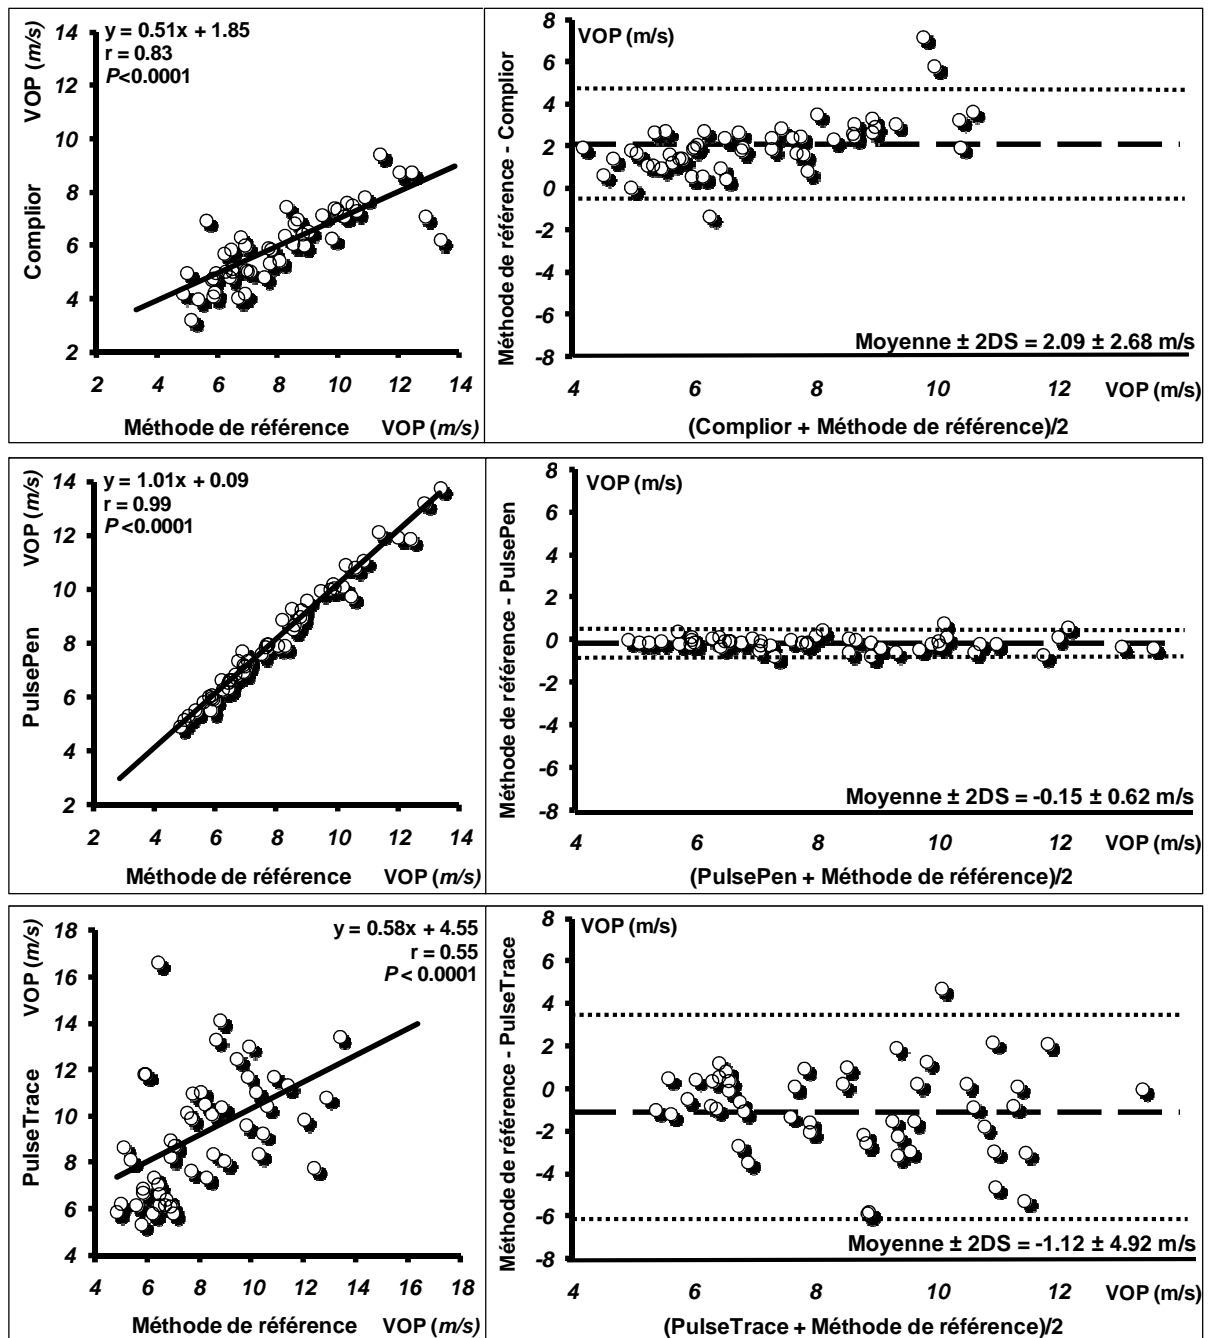 y = 0.51x + 1.85
r = 0.83
P<0.0001
VOP (m/s)
Complior
14
12
10
8
6
4
2
2 4 6 8 10 12 14
Méthode de référence VOP (m/s)
VOP (m/s)
Méthode de référence - Complior
8
6
4
2
0
-2
-4
-6
-8
Moyenne ± 2DS = 2.09 ± 2.68 m/s
4 6 8 10 12 VOP (m/s)
(Complior + Méthode de référence)/2
y = 1.01x + 0.09
r = 0.99
P<0.0001
VOP (m/s)
PulsePen
14
12
10
8
6
4
2
2 4 6 8 10 12 14
Méthode de référence VOP (m/s)
VOP (m/s)
Méthode de référence - PulsePen
8
6
4
2
0
-2
-4
-6
-8
Moyenne ± 2DS = -0.15 ± 0.62 m/s
4 6 8 10 12 VOP (m/s)
(PulsePen + Méthode de référence)/2
y = 0.58x + 4.55
r = 0.55
P < 0.0001
VOP (m/s)
PulseTrace
18
16
14
12
10
8
6
4
4 6 8 10 12 14 16 18
Méthode de référence VOP (m/s)
VOP (m/s)
Méthode de référence - PulseTrace
8
6
4
2
0
-2
-4
-6
-8
Moyenne ± 2DS = -1.12 ± 4.92 m/s
4 6 8 10 12 VOP (m/s)
(PulseTrace + Méthode de référence)/2